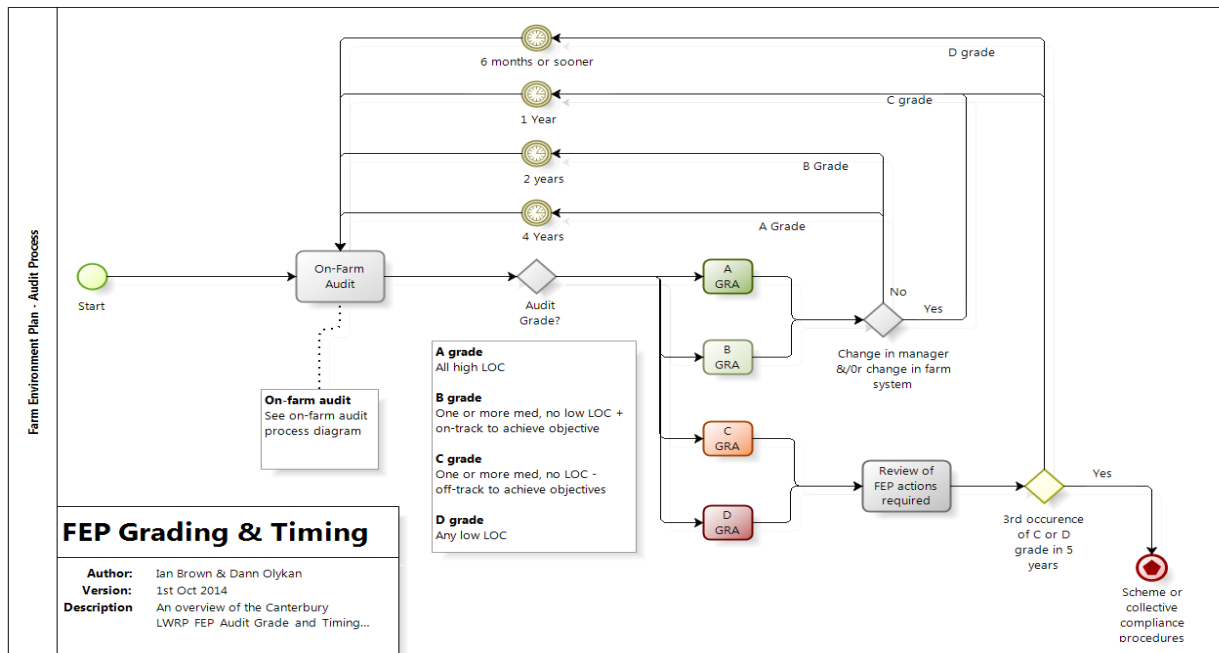 Farm Environment Plan - Audit Process
6 months or sooner
D grade
1 Year
C grade
2 years
B Grade
4 Years
A Grade
Start
On-Farm
Audit
Audit
Grade?
A
GRA
B
GRA
C
GRA
D
GRA
No
Yes
Change in manager
&/0r change in farm
system
On-farm audit
See on-farm audit
process diagram
A grade
All high LOC
B grade
One or more med, no low LOC +
on-track to achieve objective
C grade
One or more med, no LOC -
off-track to achieve objectives
D grade
Any low LOC
Review of
FEP actions
required
Yes
3rd occurence
of C or D
grade in 5
years
Scheme or
collective
compliance
procedures
FEP Grading & Timing
Author: Ian Brown & Dann Olykan
Version: 1st Oct 2014
Description An overview of the Canterbury
LWRP FEP Audit Grade and Timing...